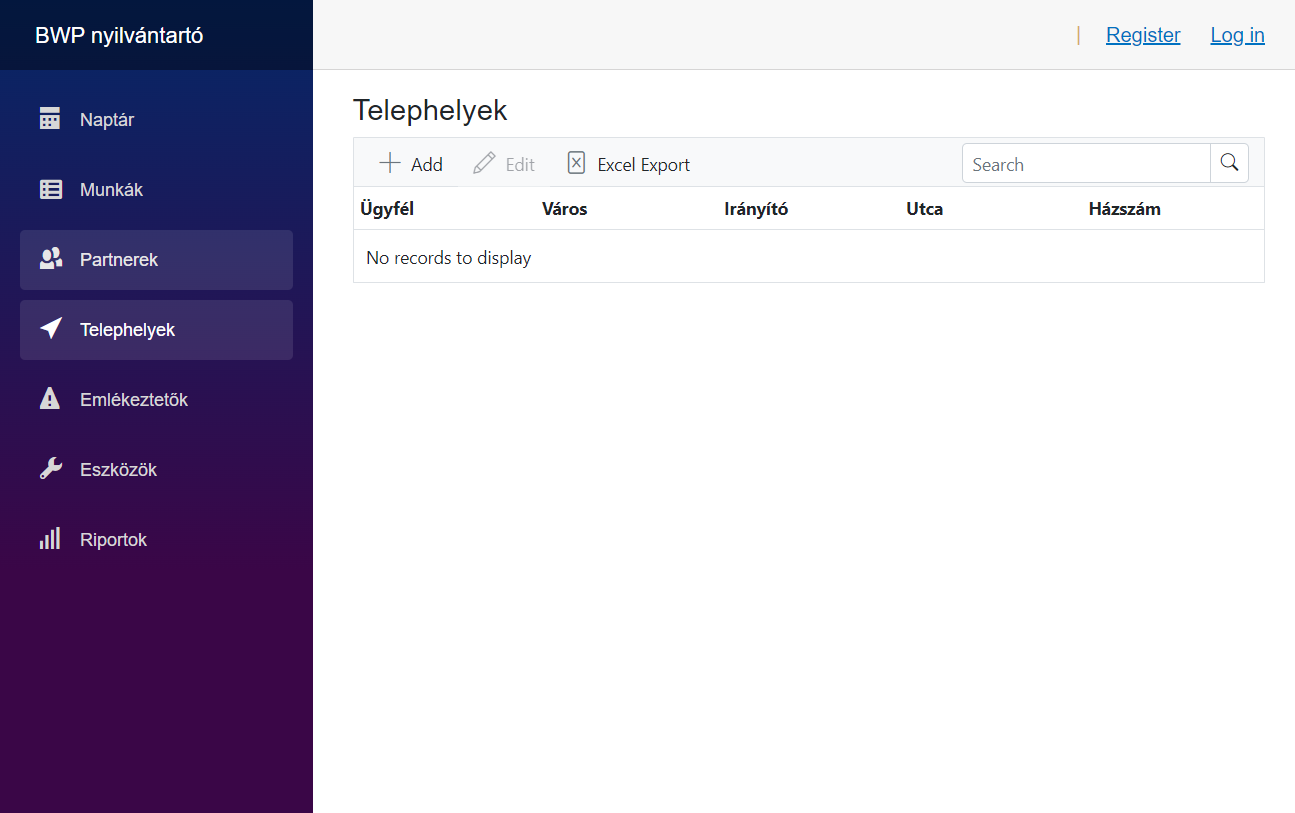 BWP nyilvántartó
Naptár
Munkák
Partnerek
Telephelyek
Emlékeztetők
Eszközök
Riportok
| Register Log in
Telephelyek
Add Edit Excel Export Search
Ügyfél Város Irányító Utca Házszám
No records to display